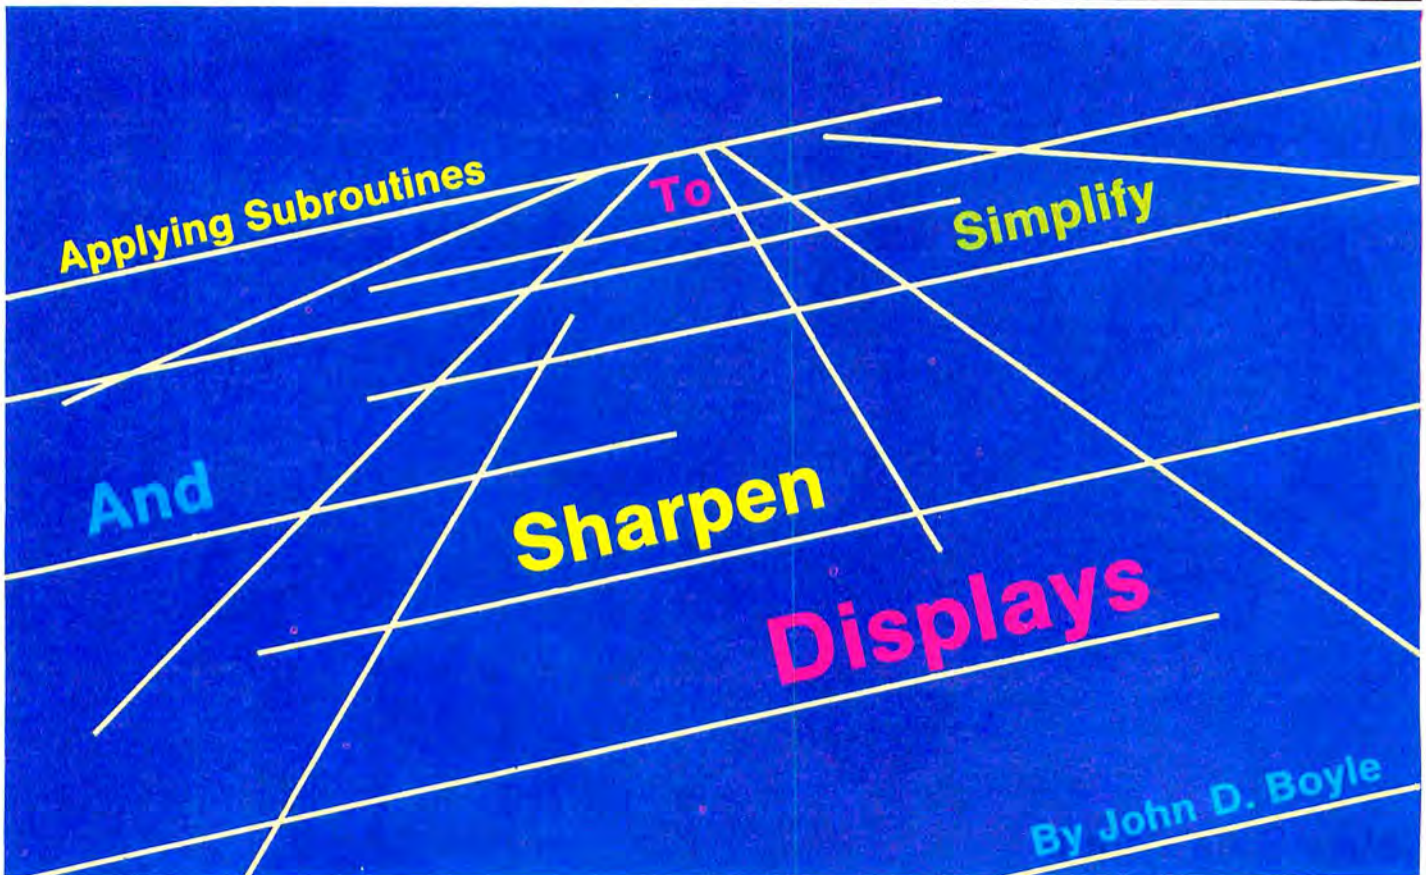 Applying Subroutines
To
Simplify
And
Sharpen
Displays
By John D. Boyle